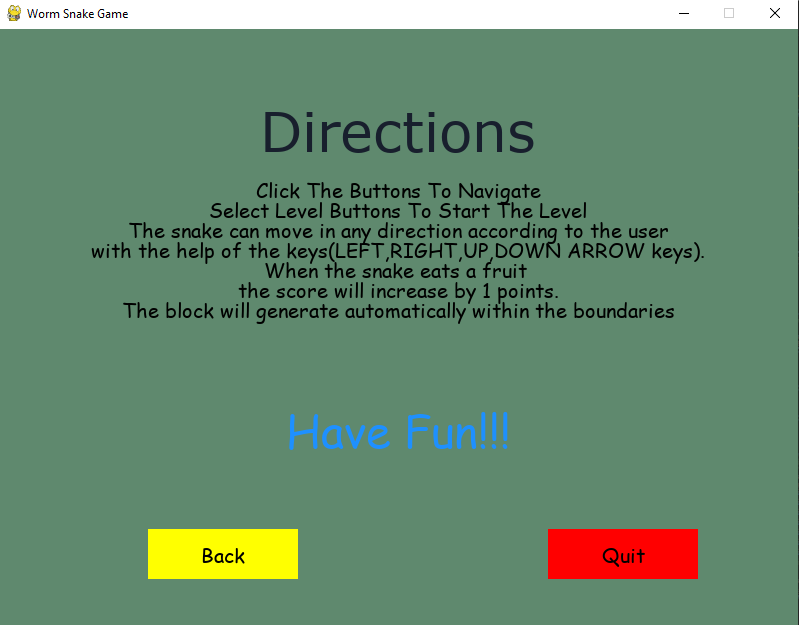 Worm Snake Game
Directions
Click The Buttons To Navigate
Select Level Buttons To Start The Level
The snake can move in any direction according to the user
with the help of the keys(LEFT,RIGHT,UP,DOWN ARROW keys).
When the snake eats a fruit
the score will increase by 1 points.
The block will generate automatically within the boundaries
Have Fun!!!
Back
Quit